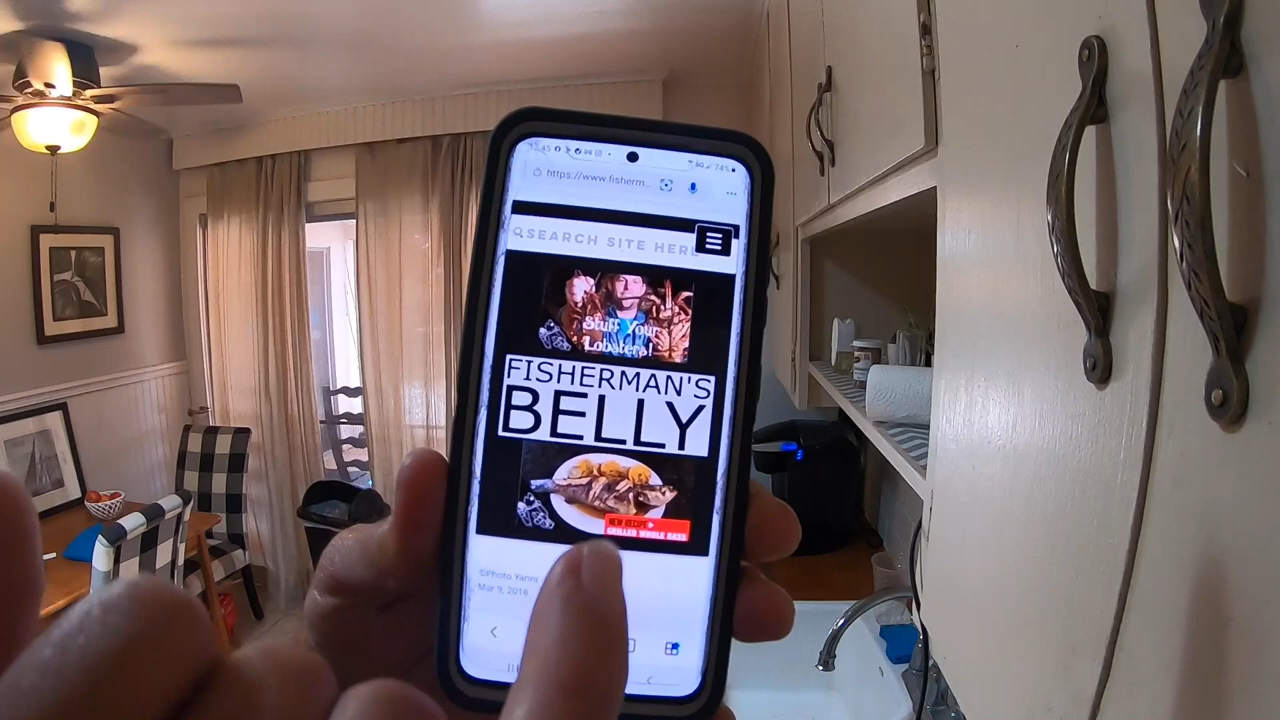 https://www.fisherm...
SEARCH SITE HERE
Stuff Your
Lobsters!
FISHERMAN'S
BELLY
NEW RECIPE
GRILLED WHOLE BASS
©Photo Yanni
Mar 9, 2016